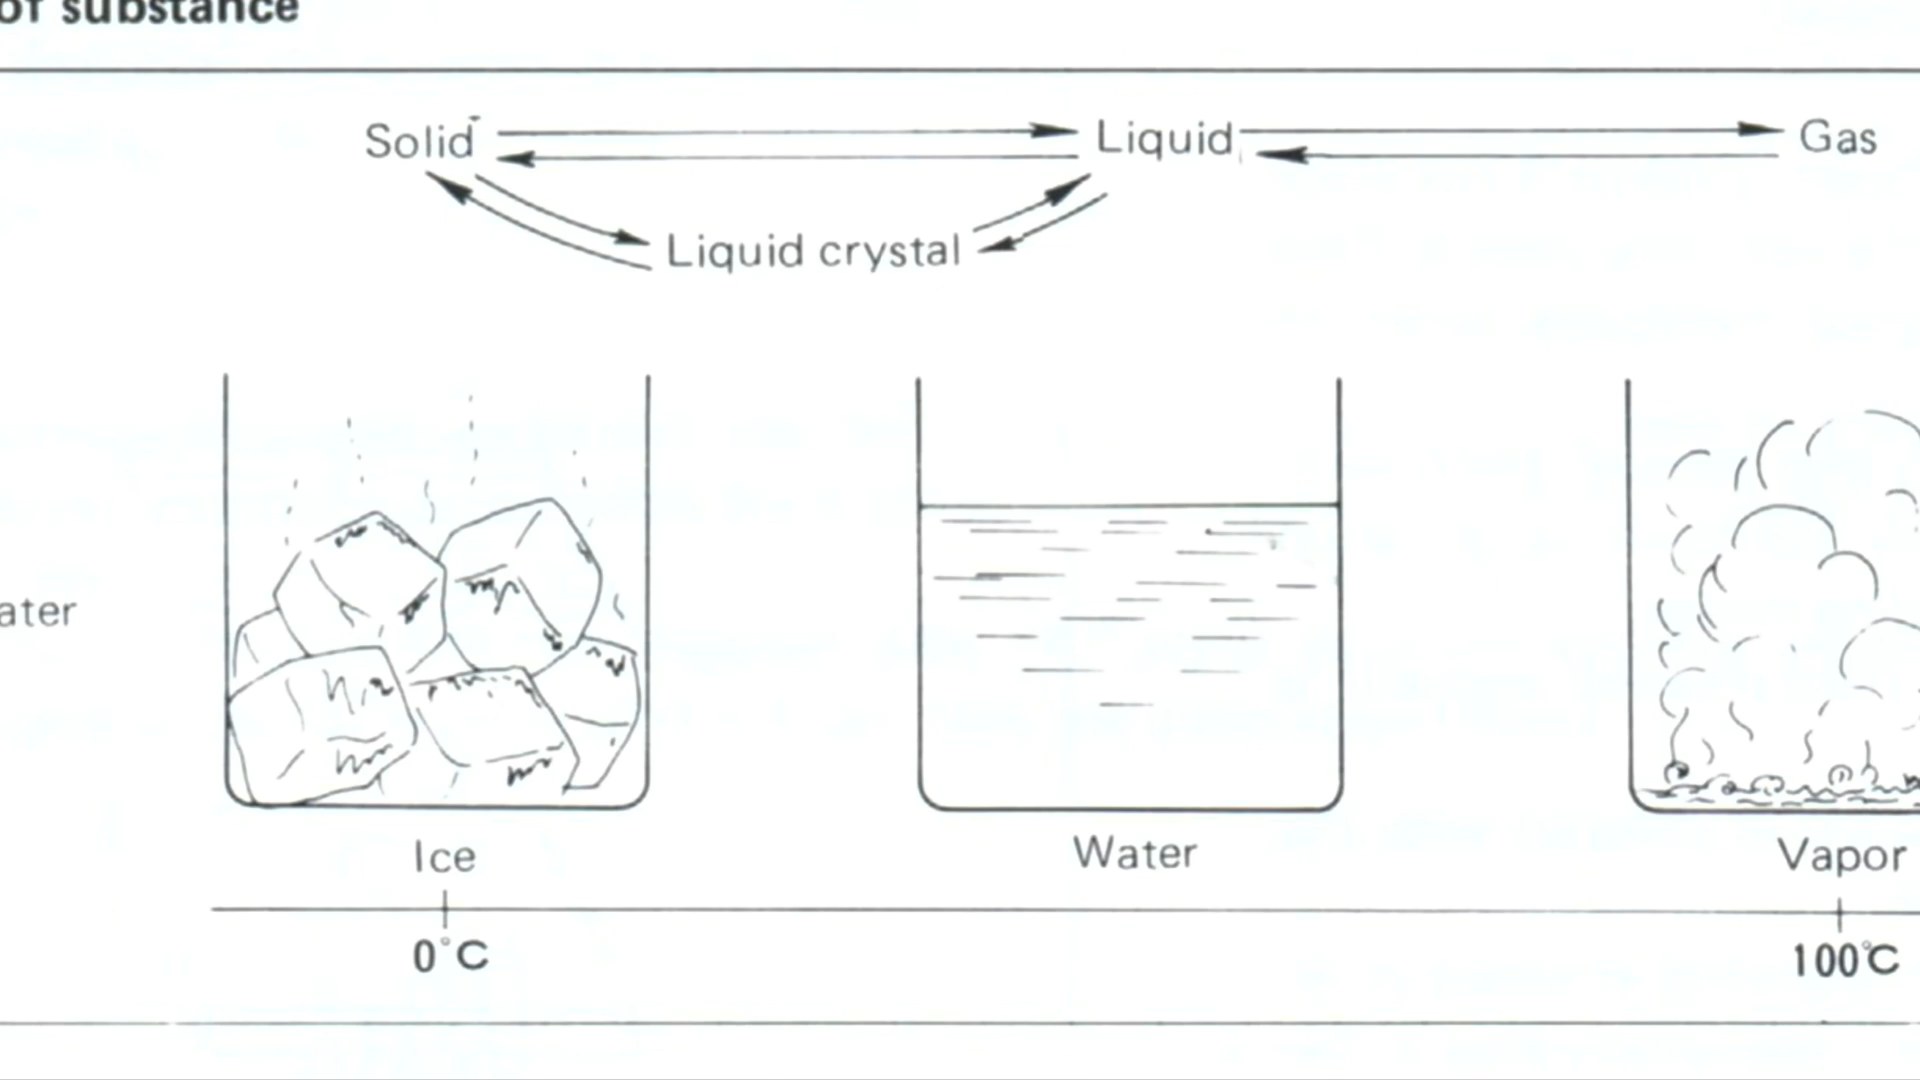 of substance
Solid Liquid Gas
Liquid crystal
ater
Ice Water Vapor
0°C 100°C